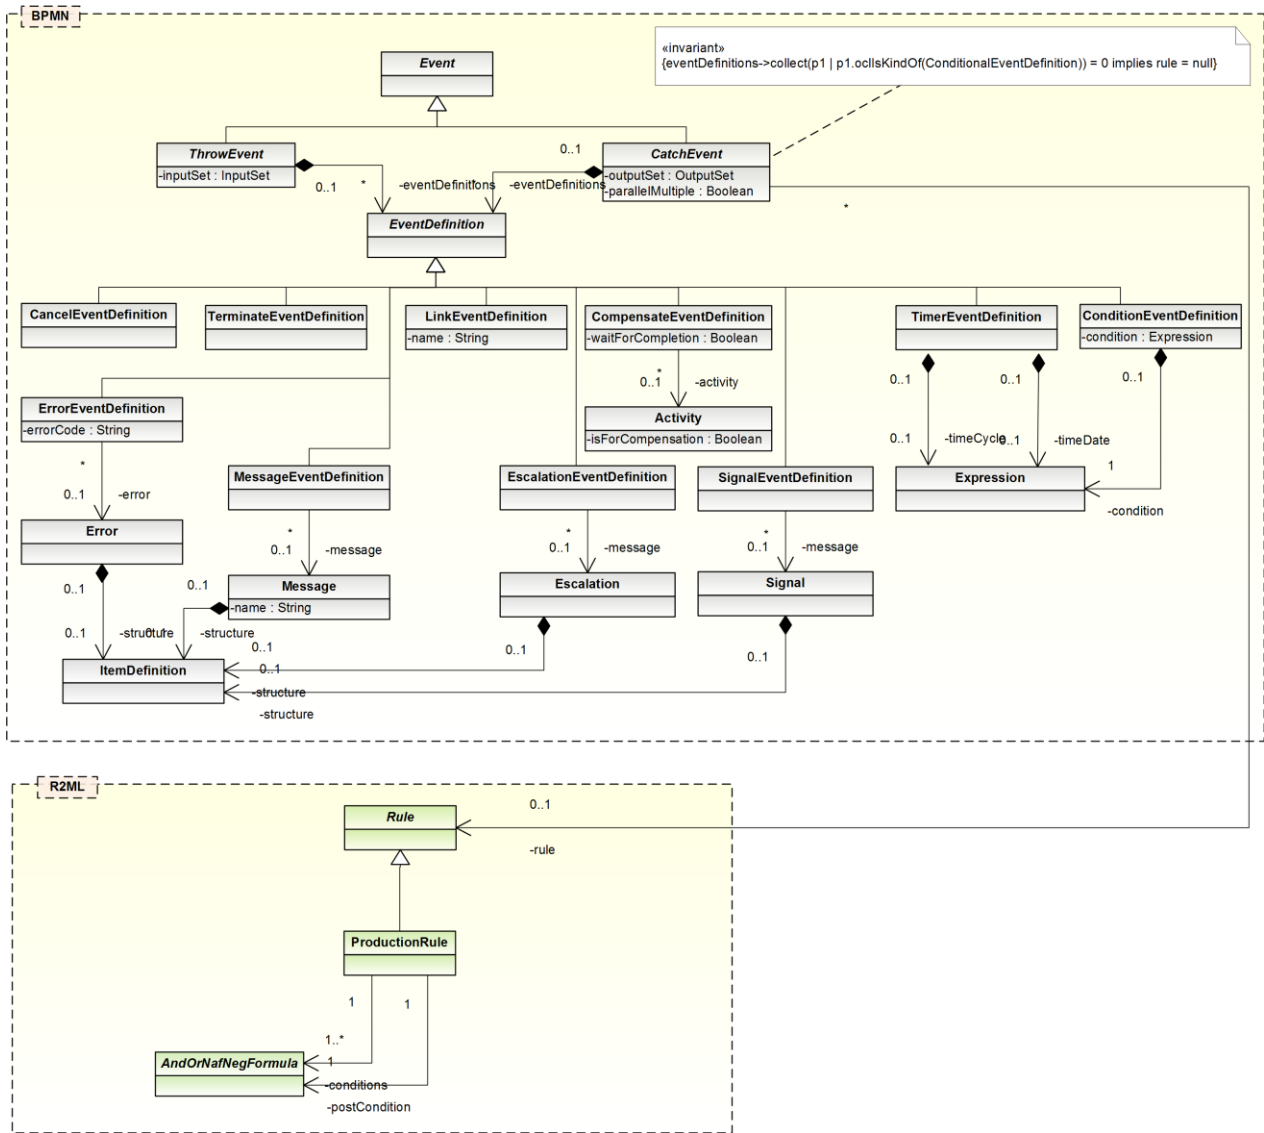 BPMN
«invariant»
{eventDefinitions->collect(p1 | p1.oclIsKindOf(ConditionalEventDefinition)) = 0 implies rule = null}
Event
ThrowEvent
-inputSet : InputSet
0..1
*
-eventDefinitions
0..1
*
-eventDefinitions
CatchEvent
-outputSet : OutputSet
-parallelMultiple : Boolean
*
EventDefinition
CancelEventDefinition
TerminateEventDefinition
LinkEventDefinition
-name : String
CompensateEventDefinition
-waitForCompletion : Boolean
TimerEventDefinition
ConditionEventDefinition
-condition : Expression
*
0..1
-activity
0..1
0..1
0..1
ErrorEventDefinition
-errorCode : String
Activity
-isForCompensation : Boolean
0..1
-timeCycle
0..1
-timeDate
*
0..1
-error
MessageEventDefinition
EscalationEventDefinition
SignalEventDefinition
Expression
1
-condition
Error
*
0..1
-message
*
0..1
-message
*
0..1
-message
0..1
0..1
Message
-name : String
Escalation
Signal
0..1
-structure
0..1
-structure
0..1
0..1
0..1
0..1
ItemDefinition
-structure
-structure
R2ML
Rule
0..1
-rule
ProductionRule
1
1
1..*
1
AndOrNafNegFormula
-conditions
-postCondition